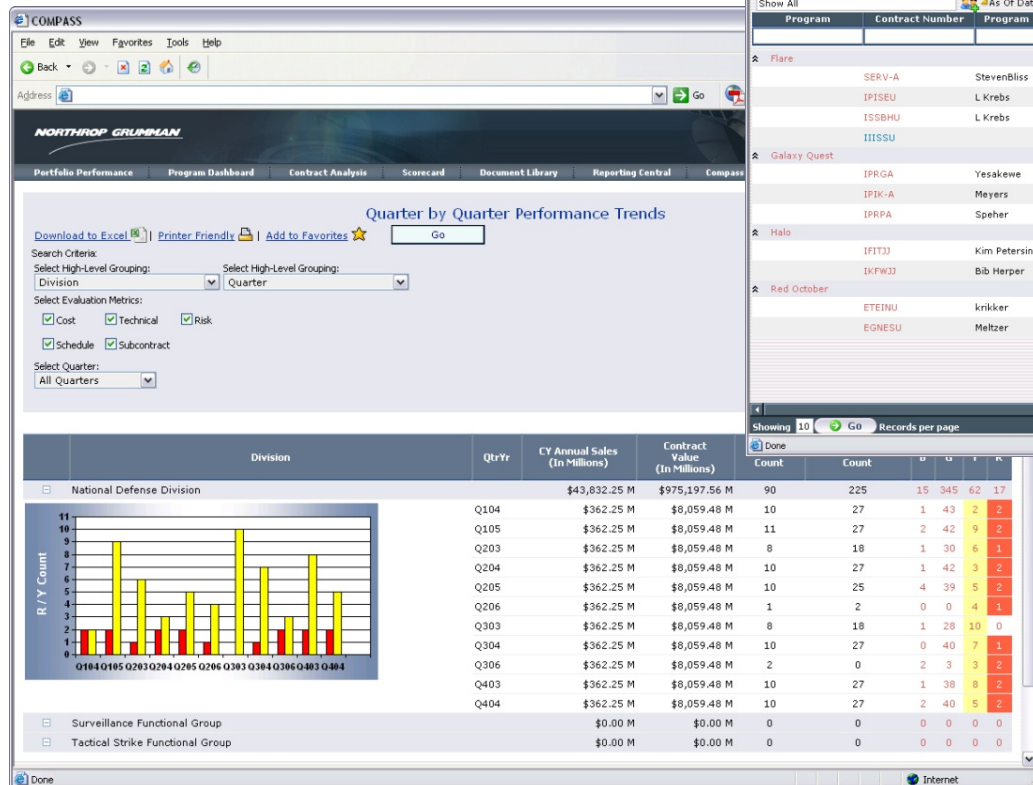 COMPASS
File Edit View Favorites Tools Help
Back
Address Go
NORTHROP GRUMMAN
Portfolio Performance Program Dashboard Contract Analysis Scorecard Document Library Reporting Central Compass
Quarter by Quarter Performance Trends
Download to Excel | Printer Friendly | Add to Favorites Go
Search Criteria:
Select High-Level Grouping: Select High-Level Grouping:
Division Quarter
Select Evaluation Metrics:
Cost Technical Risk
Schedule Subcontract
Select Quarter:
All Quarters
Division QtrYr CY Annual Sales (In Millions) Contract Value (In Millions) Count Count
National Defense Division $43,832.25 M $975,197.56 M 90 225 15 345 62 17
Q104 $362.25 M $8,059.48 M 10 27 1 43 2 2
Q105 $362.25 M $8,059.48 M 11 27 2 42 9 2
Q203 $362.25 M $8,059.48 M 8 18 1 30 6 1
Q204 $362.25 M $8,059.48 M 10 27 1 42 3 2
Q205 $362.25 M $8,059.48 M 10 25 4 39 5 2
Q206 $362.25 M $8,059.48 M 1 2 0 0 4 1
Q303 $362.25 M $8,059.48 M 8 18 1 28 10 0
Q304 $362.25 M $8,059.48 M 10 27 0 40 7 1
Q306 $362.25 M $8,059.48 M 2 0 2 3 3 2
Q403 $362.25 M $8,059.48 M 10 27 1 38 8 2
Q404 $362.25 M $8,059.48 M 10 27 2 40 5 2
R / Y Count
11
10
9
8
7
6
5
4
3
2
1
0
Q104 Q105 Q203 Q204 Q205 Q206 Q303 Q304 Q306 Q403 Q404
Surveillance Functional Group $0.00 M $0.00 M 0 0 0 0 0 0
Tactical Strike Functional Group $0.00 M $0.00 M 0 0 0 0 0 0
Done Internet
Show All As Of Dat
Program Contract Number Program
Flare
SERV-A StevenBliss
IPISEU L Krebs
ISSBHU L Krebs
IIISSU
Galaxy Quest
IPRGA Yesakewe
IPIK-A Meyers
IPRPA Speher
Halo
IFITJJ Kim Petersin
IKFWJJ Bib Herper
Red October
ETEINU krikker
EGNESU Meltzer
Showing 10 Go Records per page
Done